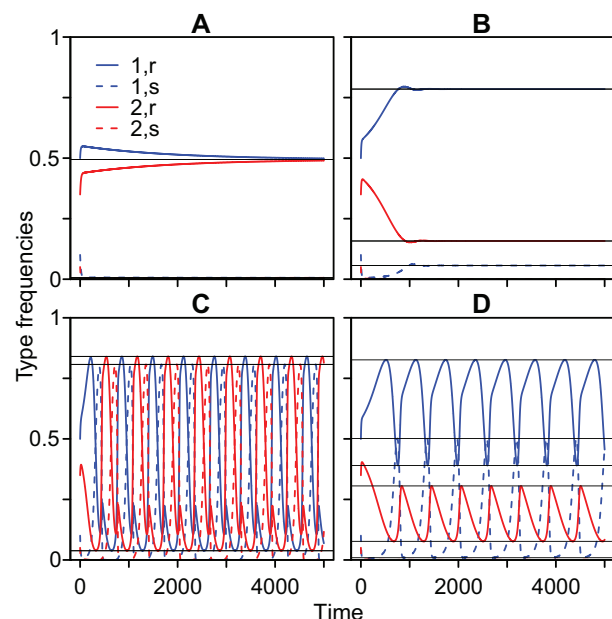 A
B
1
0.5
0
1,r
1,s
2,r
2,s
C
D
1
0.5
0
0
2000
4000
0
2000
4000
Type frequencies
Time